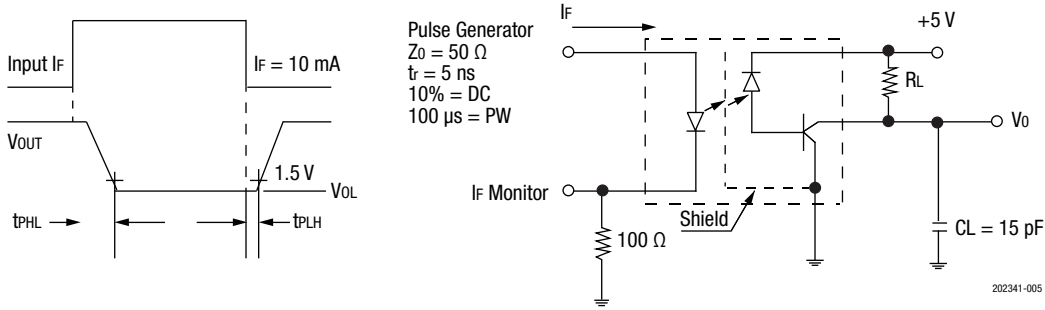 Input IF
IF = 10 mA
VOUT
1.5 V
VOL
tPHL
tPLH
Pulse Generator
Z0 = 50 Ω
tr = 5 ns
10% = DC
100 µs = PW
IF
+5 V
RL
V0
IF Monitor
Shield
100 Ω
CL = 15 pF
202341-005